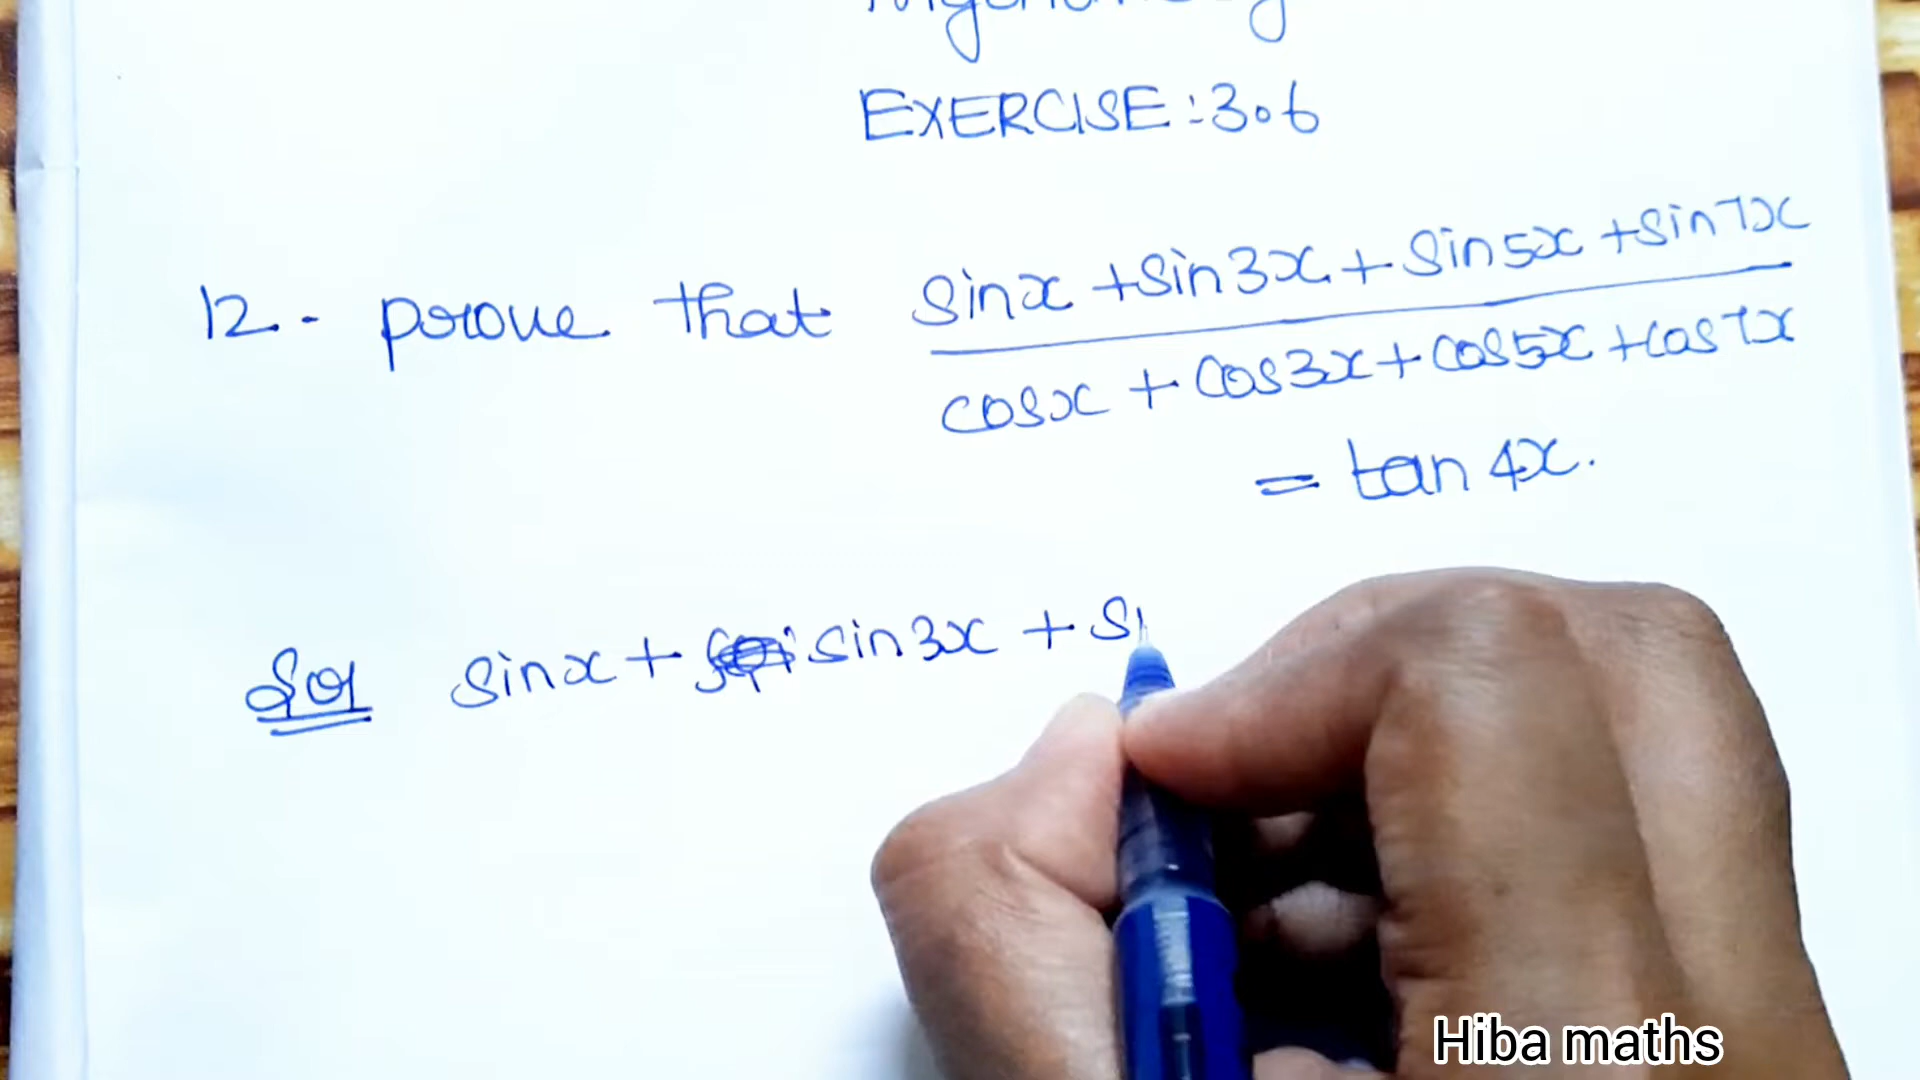 EXERCISE : 3.6
12. prove that sinx + sin3x + sin5x + sin7x
cosx + cos3x + cos5x + cos7x
= tan 4x.
Sol sinx + sin3x + si
Hiba maths